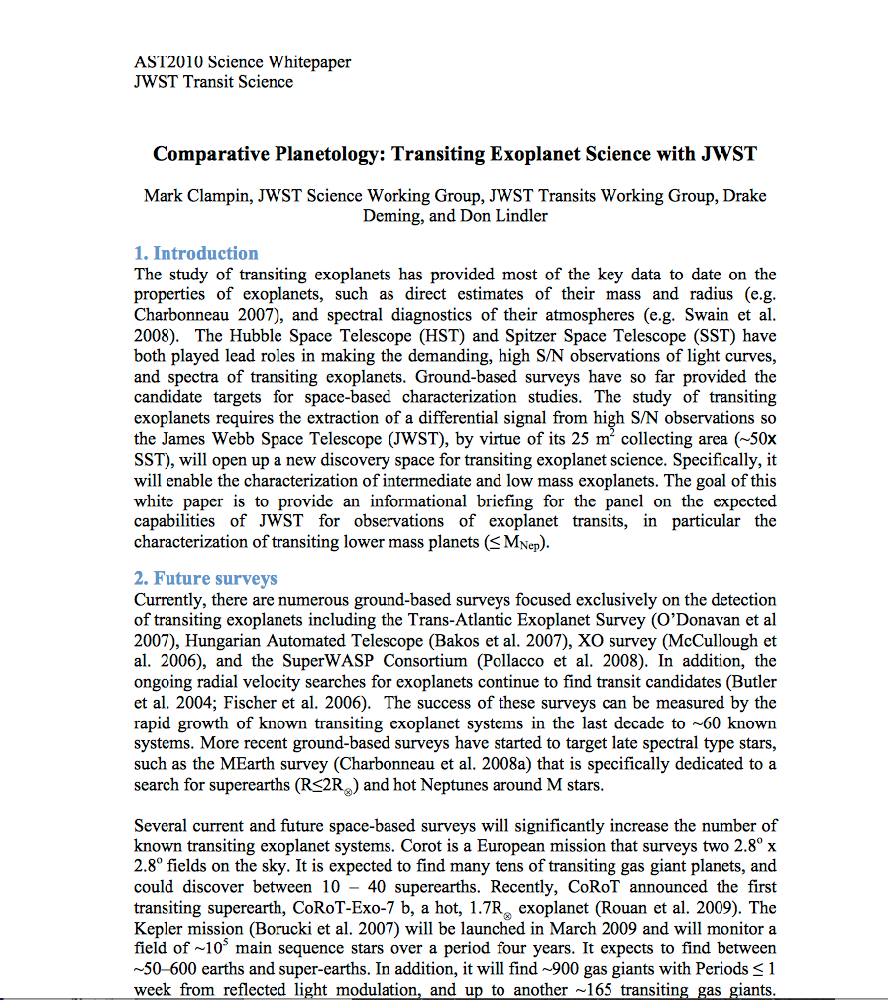 AST2010 Science Whitepaper
JWST Transit Science
Comparative Planetology: Transiting Exoplanet Science with JWST
Mark Clampin, JWST Science Working Group, JWST Transits Working Group, Drake
Deming, and Don Lindler
1. Introduction
The study of transiting exoplanets has provided most of the key data to date on the
properties of exoplanets, such as direct estimates of their mass and radius (e.g.
Charbonneau 2007), and spectral diagnostics of their atmospheres (e.g. Swain et al.
2008). The Hubble Space Telescope (HST) and Spitzer Space Telescope (SST) have
both played lead roles in making the demanding, high S/N observations of light curves,
and spectra of transiting exoplanets. Ground-based surveys have so far provided the
candidate targets for space-based characterization studies. The study of transiting
exoplanets requires the extraction of a differential signal from high S/N observations so
the James Webb Space Telescope (JWST), by virtue of its 25 m² collecting area (~50x
SST), will open up a new discovery space for transiting exoplanet science. Specifically, it
will enable the characterization of intermediate and low mass exoplanets. The goal of this
white paper is to provide an informational briefing for the panel on the expected
capabilities of JWST for observations of exoplanet transits, in particular the
characterization of transiting lower mass planets (≤ MNep).
2. Future surveys
Currently, there are numerous ground-based surveys focused exclusively on the detection
of transiting exoplanets including the Trans-Atlantic Exoplanet Survey (O’Donavan et al
2007), Hungarian Automated Telescope (Bakos et al. 2007), XO survey (McCullough et
al. 2006), and the SuperWASP Consortium (Pollacco et al. 2008). In addition, the
ongoing radial velocity searches for exoplanets continue to find transit candidates (Butler
et al. 2004; Fischer et al. 2006). The success of these surveys can be measured by the
rapid growth of known transiting exoplanet systems in the last decade to ~60 known
systems. More recent ground-based surveys have started to target late spectral type stars,
such as the MEarth survey (Charbonneau et al. 2008a) that is specifically dedicated to a
search for superearths (R≤2R⊗) and hot Neptunes around M stars.
Several current and future space-based surveys will significantly increase the number of
known transiting exoplanet systems. Corot is a European mission that surveys two 2.8° x
2.8° fields on the sky. It is expected to find many tens of transiting gas giant planets, and
could discover between 10 – 40 superearths. Recently, CoRoT announced the first
transiting superearth, CoRoT-Exo-7 b, a hot, 1.7R⊗ exoplanet (Rouan et al. 2009). The
Kepler mission (Borucki et al. 2007) will be launched in March 2009 and will monitor a
field of ~10⁵ main sequence stars over a period four years. It expects to find between
~50–600 earths and super-earths. In addition, it will find ~900 gas giants with Periods ≤ 1
week from reflected light modulation, and up to another ~165 transiting gas giants.